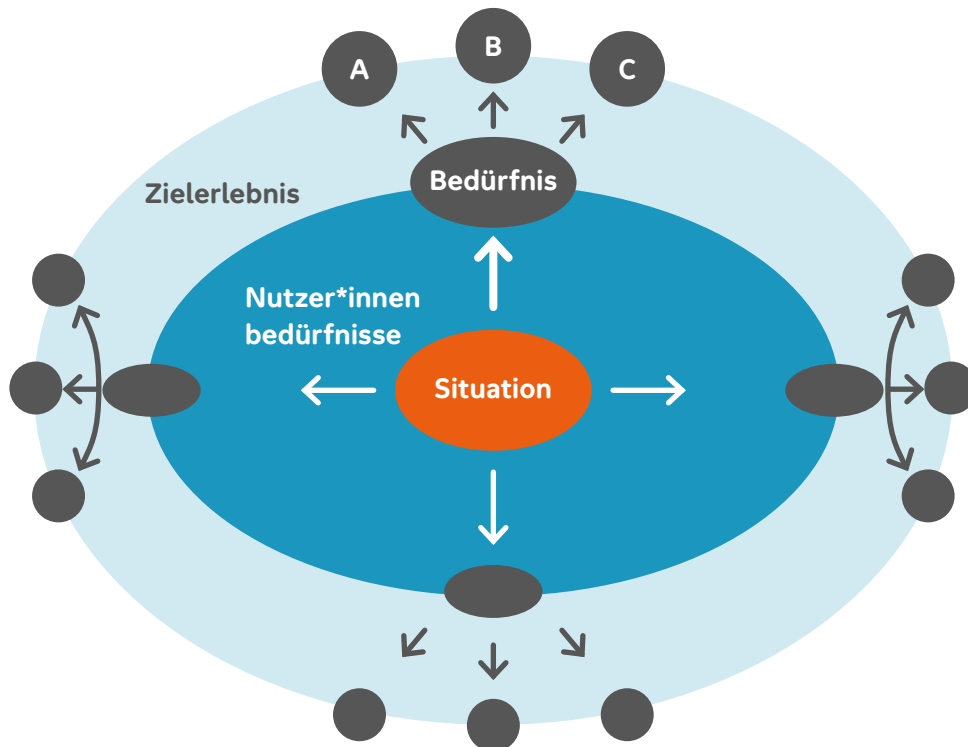 A
B
C
Bedürfnis
Zielerlebnis
Nutzer*innen
bedürfnisse
Situation